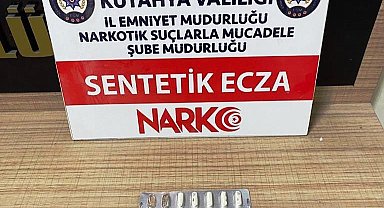 KÜTAHYA VALİLİĞİ
İL EMNİYET MÜDÜRLÜĞÜ
NARKOTİK SUÇLARLA MÜCADELE
ŞUBE MÜDÜRLÜĞÜ
SENTETİK ECZA
NARKO